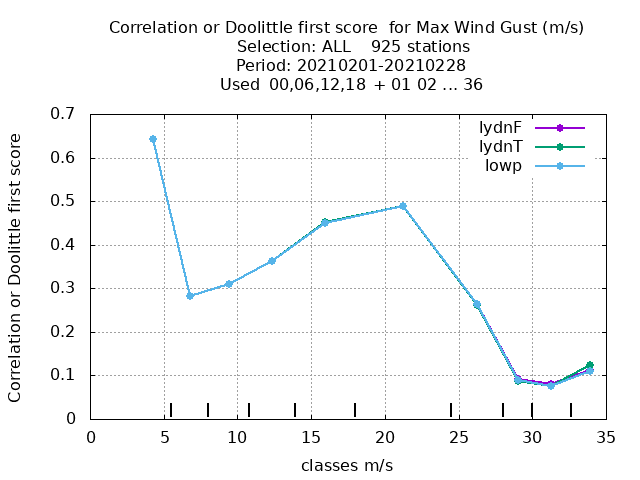 Correlation or Doolittle first score  for Max Wind Gust (m/s)
Selection: ALL    925 stations
Period: 20210201-20210228
Used 00,06,12,18 + 01 02 ... 36
Correlation or Doolittle first score
0.7
0.6
0.5
0.4
0.3
0.2
0.1
0
lydnF
lydnT
lowp
0 5 10 15 20 25 30 35
classes m/s